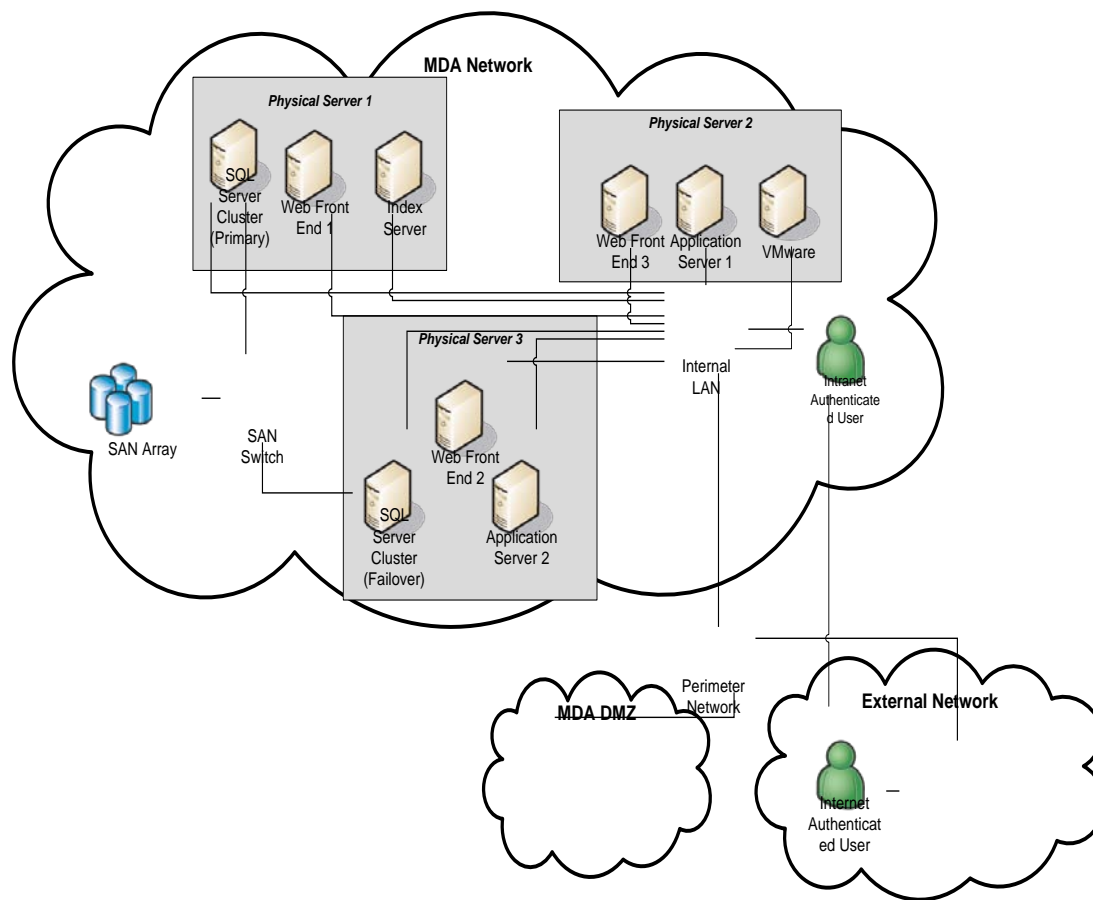 MDA Network
Physical Server 1
SQL
Server
Cluster
(Primary)
Web Front
End 1
Index
Server
Physical Server 2
Web Front
End 3
Application
Server 1
VMware
Physical Server 3
Web Front
End 2
SQL
Server
Cluster
(Failover)
Application
Server 2
SAN Array
SAN
Switch
Internal
LAN
Intranet
Authenticate
d User
Perimeter
Network
MDA DMZ
External Network
Internet
Authenticat
ed User